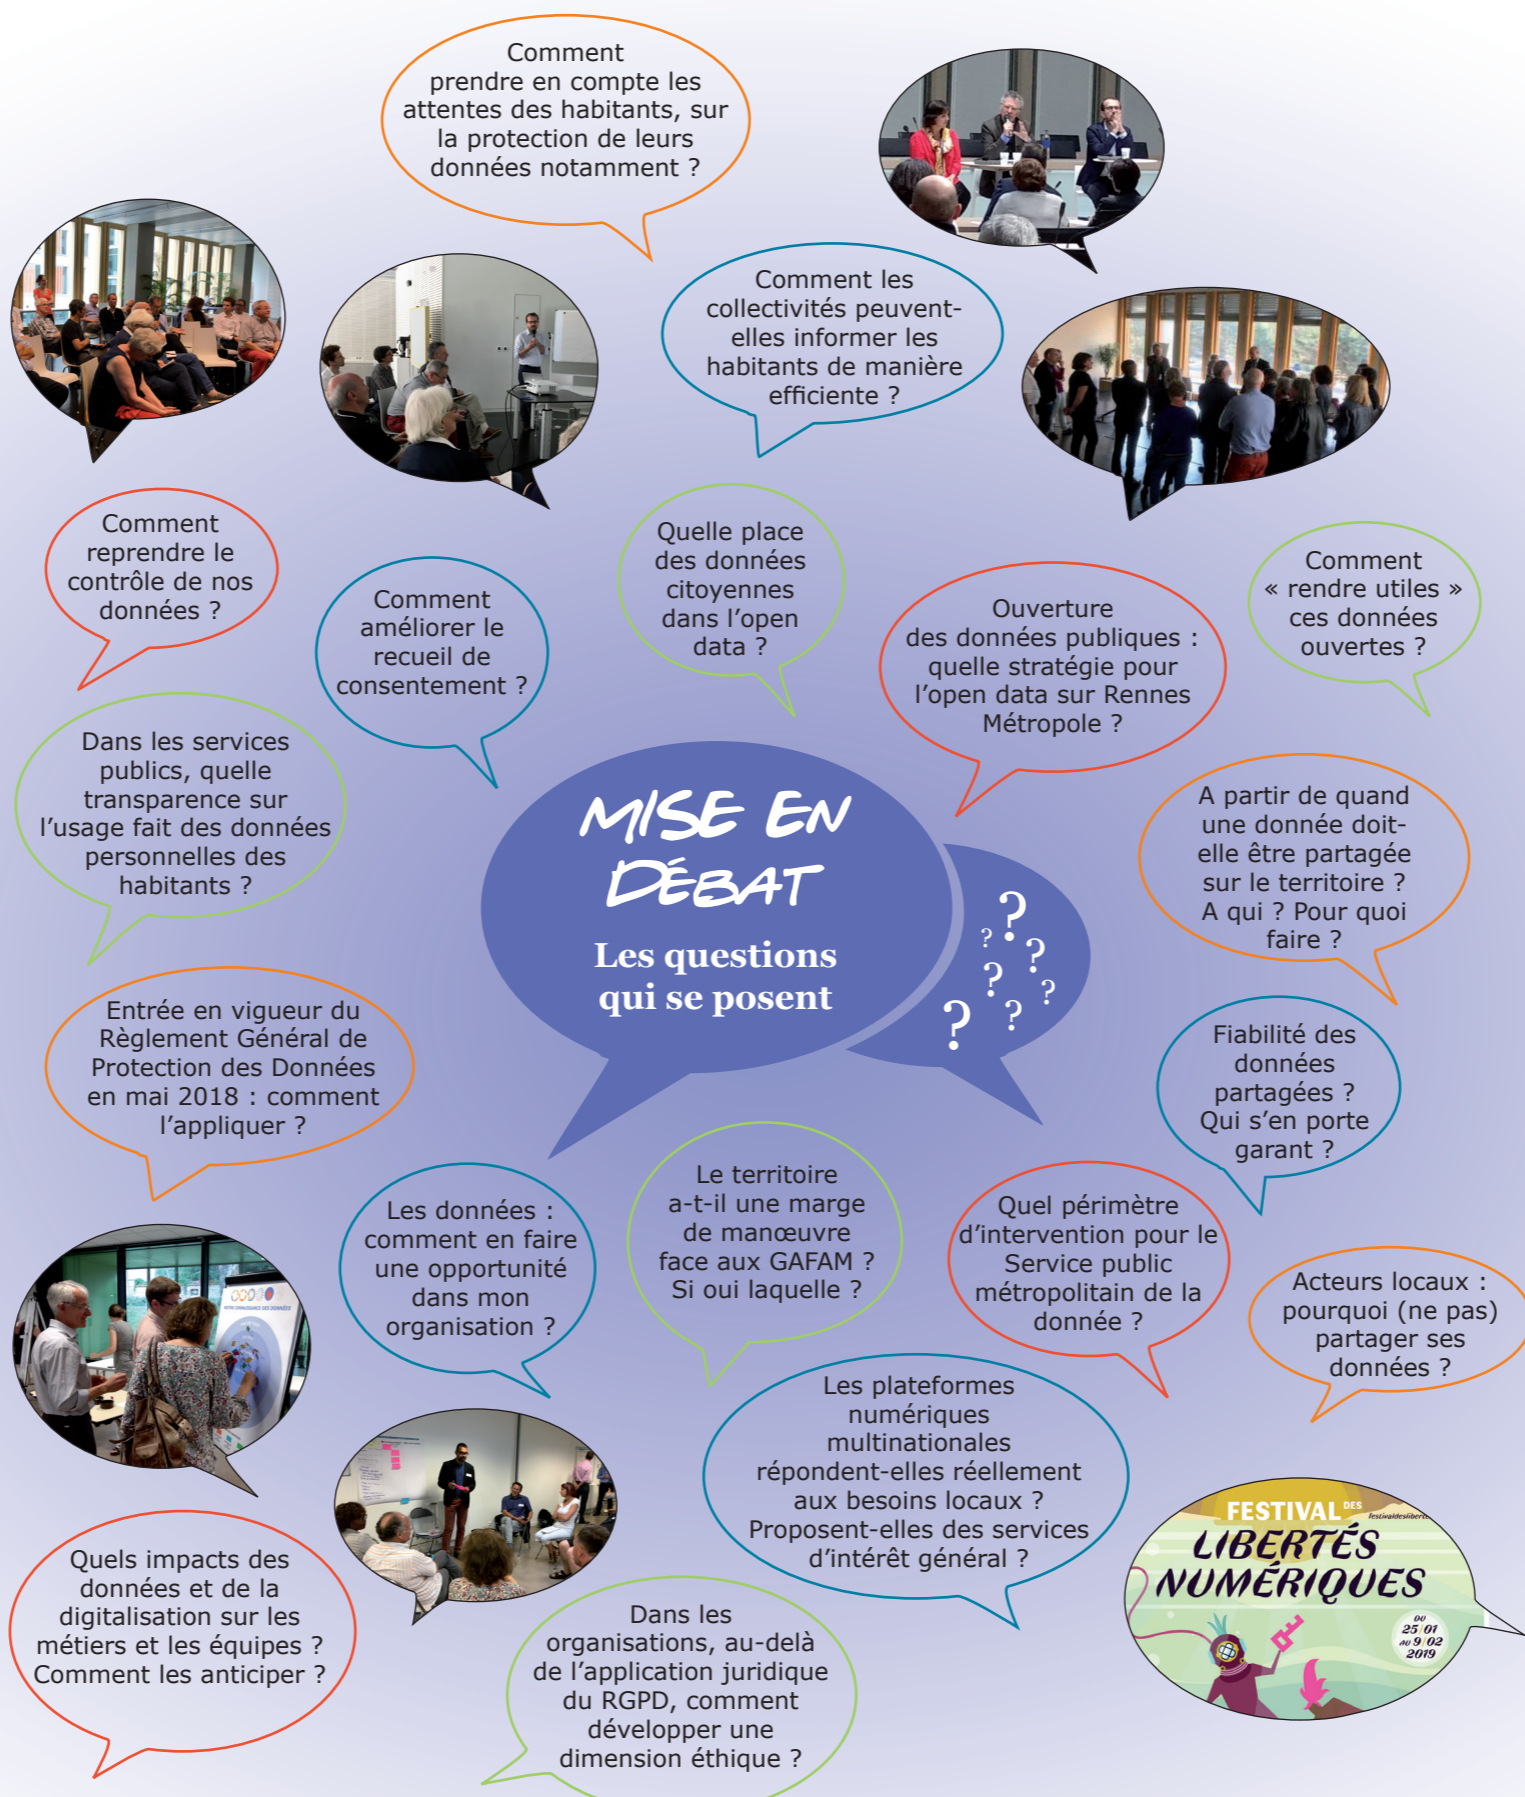 Comment
prendre en compte les
attentes des habitants, sur
la protection de leurs
données notamment ?
Comment les
collectivités peuvent-
elles informer les
habitants de manière
efficiente ?
Comment
reprendre le
contrôle de nos
données ?
Comment
améliorer le
recueil de
consentement ?
Quelle place
des données
citoyennes
dans l'open
data ?
Ouverture
des données publiques :
quelle stratégie pour
l'open data sur Rennes
Métropole ?
Comment
« rendre utiles »
ces données
ouvertes ?
Dans les services
publics, quelle
transparence sur
l'usage fait des données
personnelles des
habitants ?
MISE EN
DÉBAT
Les questions
qui se posent
? ? ? ? ? ? ?
A partir de quand
une donnée doit-
elle être partagée
sur le territoire ?
A qui ? Pour quoi
faire ?
Entrée en vigueur du
Règlement Général de
Protection des Données
en mai 2018 : comment
l'appliquer ?
Fiabilité des
données
partagées ?
Qui s'en porte
garant ?
Les données :
comment en faire
une opportunité
dans mon
organisation ?
Le territoire
a-t-il une marge
de manœuvre
face aux GAFAM ?
Si oui laquelle ?
Quel périmètre
d'intervention pour le
Service public
métropolitain de la
donnée ?
Acteurs locaux :
pourquoi (ne pas)
partager ses
données ?
VOTRE CONNAISSANCE DES DONNÉES
Les plateformes
numériques
multinationales
répondent-elles réellement
aux besoins locaux ?
Proposent-elles des services
d'intérêt général ?
FESTIVAL DES
festivaldesliberte
LIBERTÉS
NUMÉRIQUES
DU
25/01
AU 9/02
2019
Quels impacts des
données et de la
digitalisation sur les
métiers et les équipes ?
Comment les anticiper ?
Dans les
organisations, au-delà
de l'application juridique
du RGPD, comment
développer une
dimension éthique ?